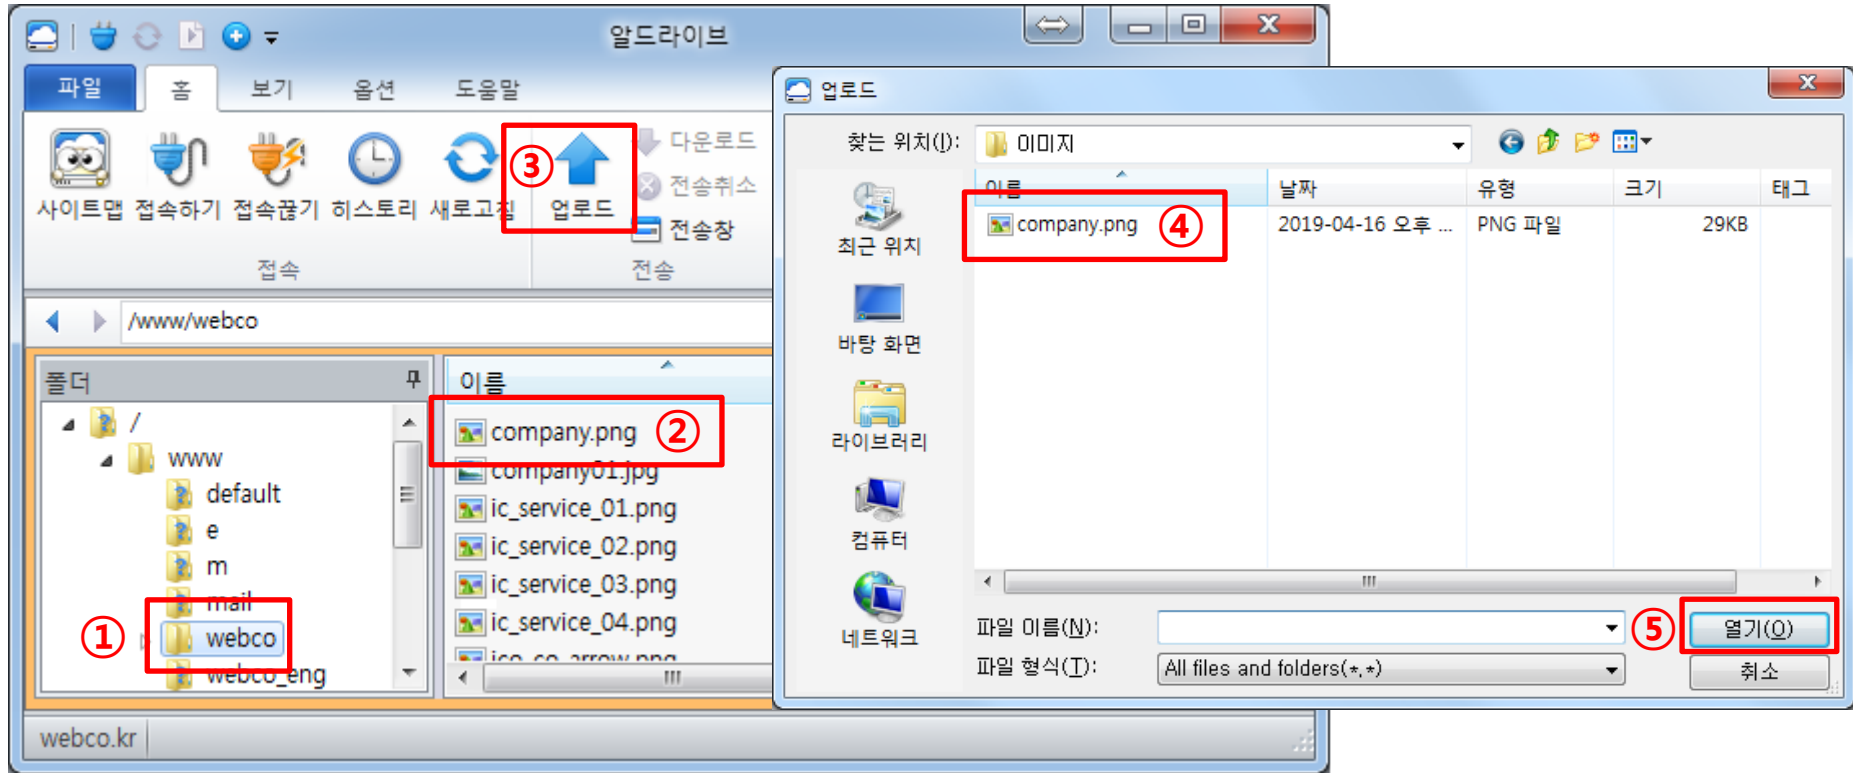 알드라이브
파일 홈 보기 옵션 도움말
사이트맵 접속하기 접속끊기 히스토리 새로고침 ③ 업로드
다운로드
전송취소
전송창
접속 전송
/www/webco
폴더
/
www
default
e
m
mail
① webco
webco_eng
이름
company.png ②
company01.jpg
ic_service_01.png
ic_service_02.png
ic_service_03.png
ic_service_04.png
ico_co_arrow.png
webco.kr
업로드
찾는 위치(I): 이미지
최근 위치
바탕 화면
라이브러리
컴퓨터
네트워크
이름 날짜 유형 크기 태그
company.png ④ 2019-04-16 오후 ... PNG 파일 29KB
파일 이름(N): ⑤ 열기(O)
파일 형식(T): All files and folders(*.*) 취소